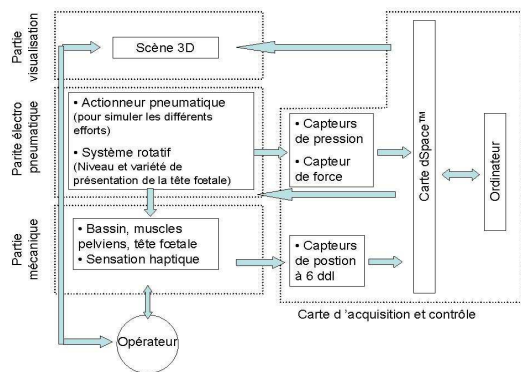 Partie
visualisation
Scène 3D
Parite électro
pneumatique
• Actionneur pneumatique
(pour simuler les différents
efforts)
• Système rotatif
(Niveau et variété de
présentation de la tête fœtale)
• Capteurs
de pression
• Capteur
de force
Carte dSpace™
Ordinateur
Partie
mécanique
• Bassin, muscles
pelviens, tête fœtale
• Sensation haptique
• Capteurs
de postion
à 6 ddl
Carte d 'acquisition et contrôle
Opérateur